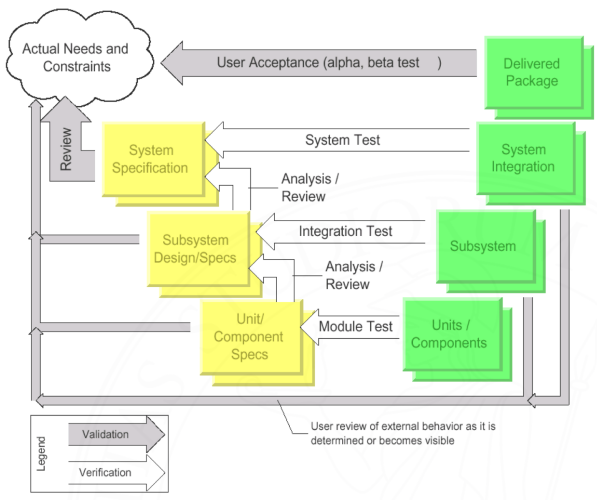 Actual Needs and
Constraints
User Acceptance (alpha, beta test )
Delivered
Package
Review
System
Specification
System Test
System
Integration
Analysis /
Review
Subsystem
Design/Specs
Integration Test
Subsystem
Analysis /
Review
Unit/
Component
Specs
Module Test
Units /
Components
User review of external behavior as it is
determined or becomes visible
Legend
Validation
Verification